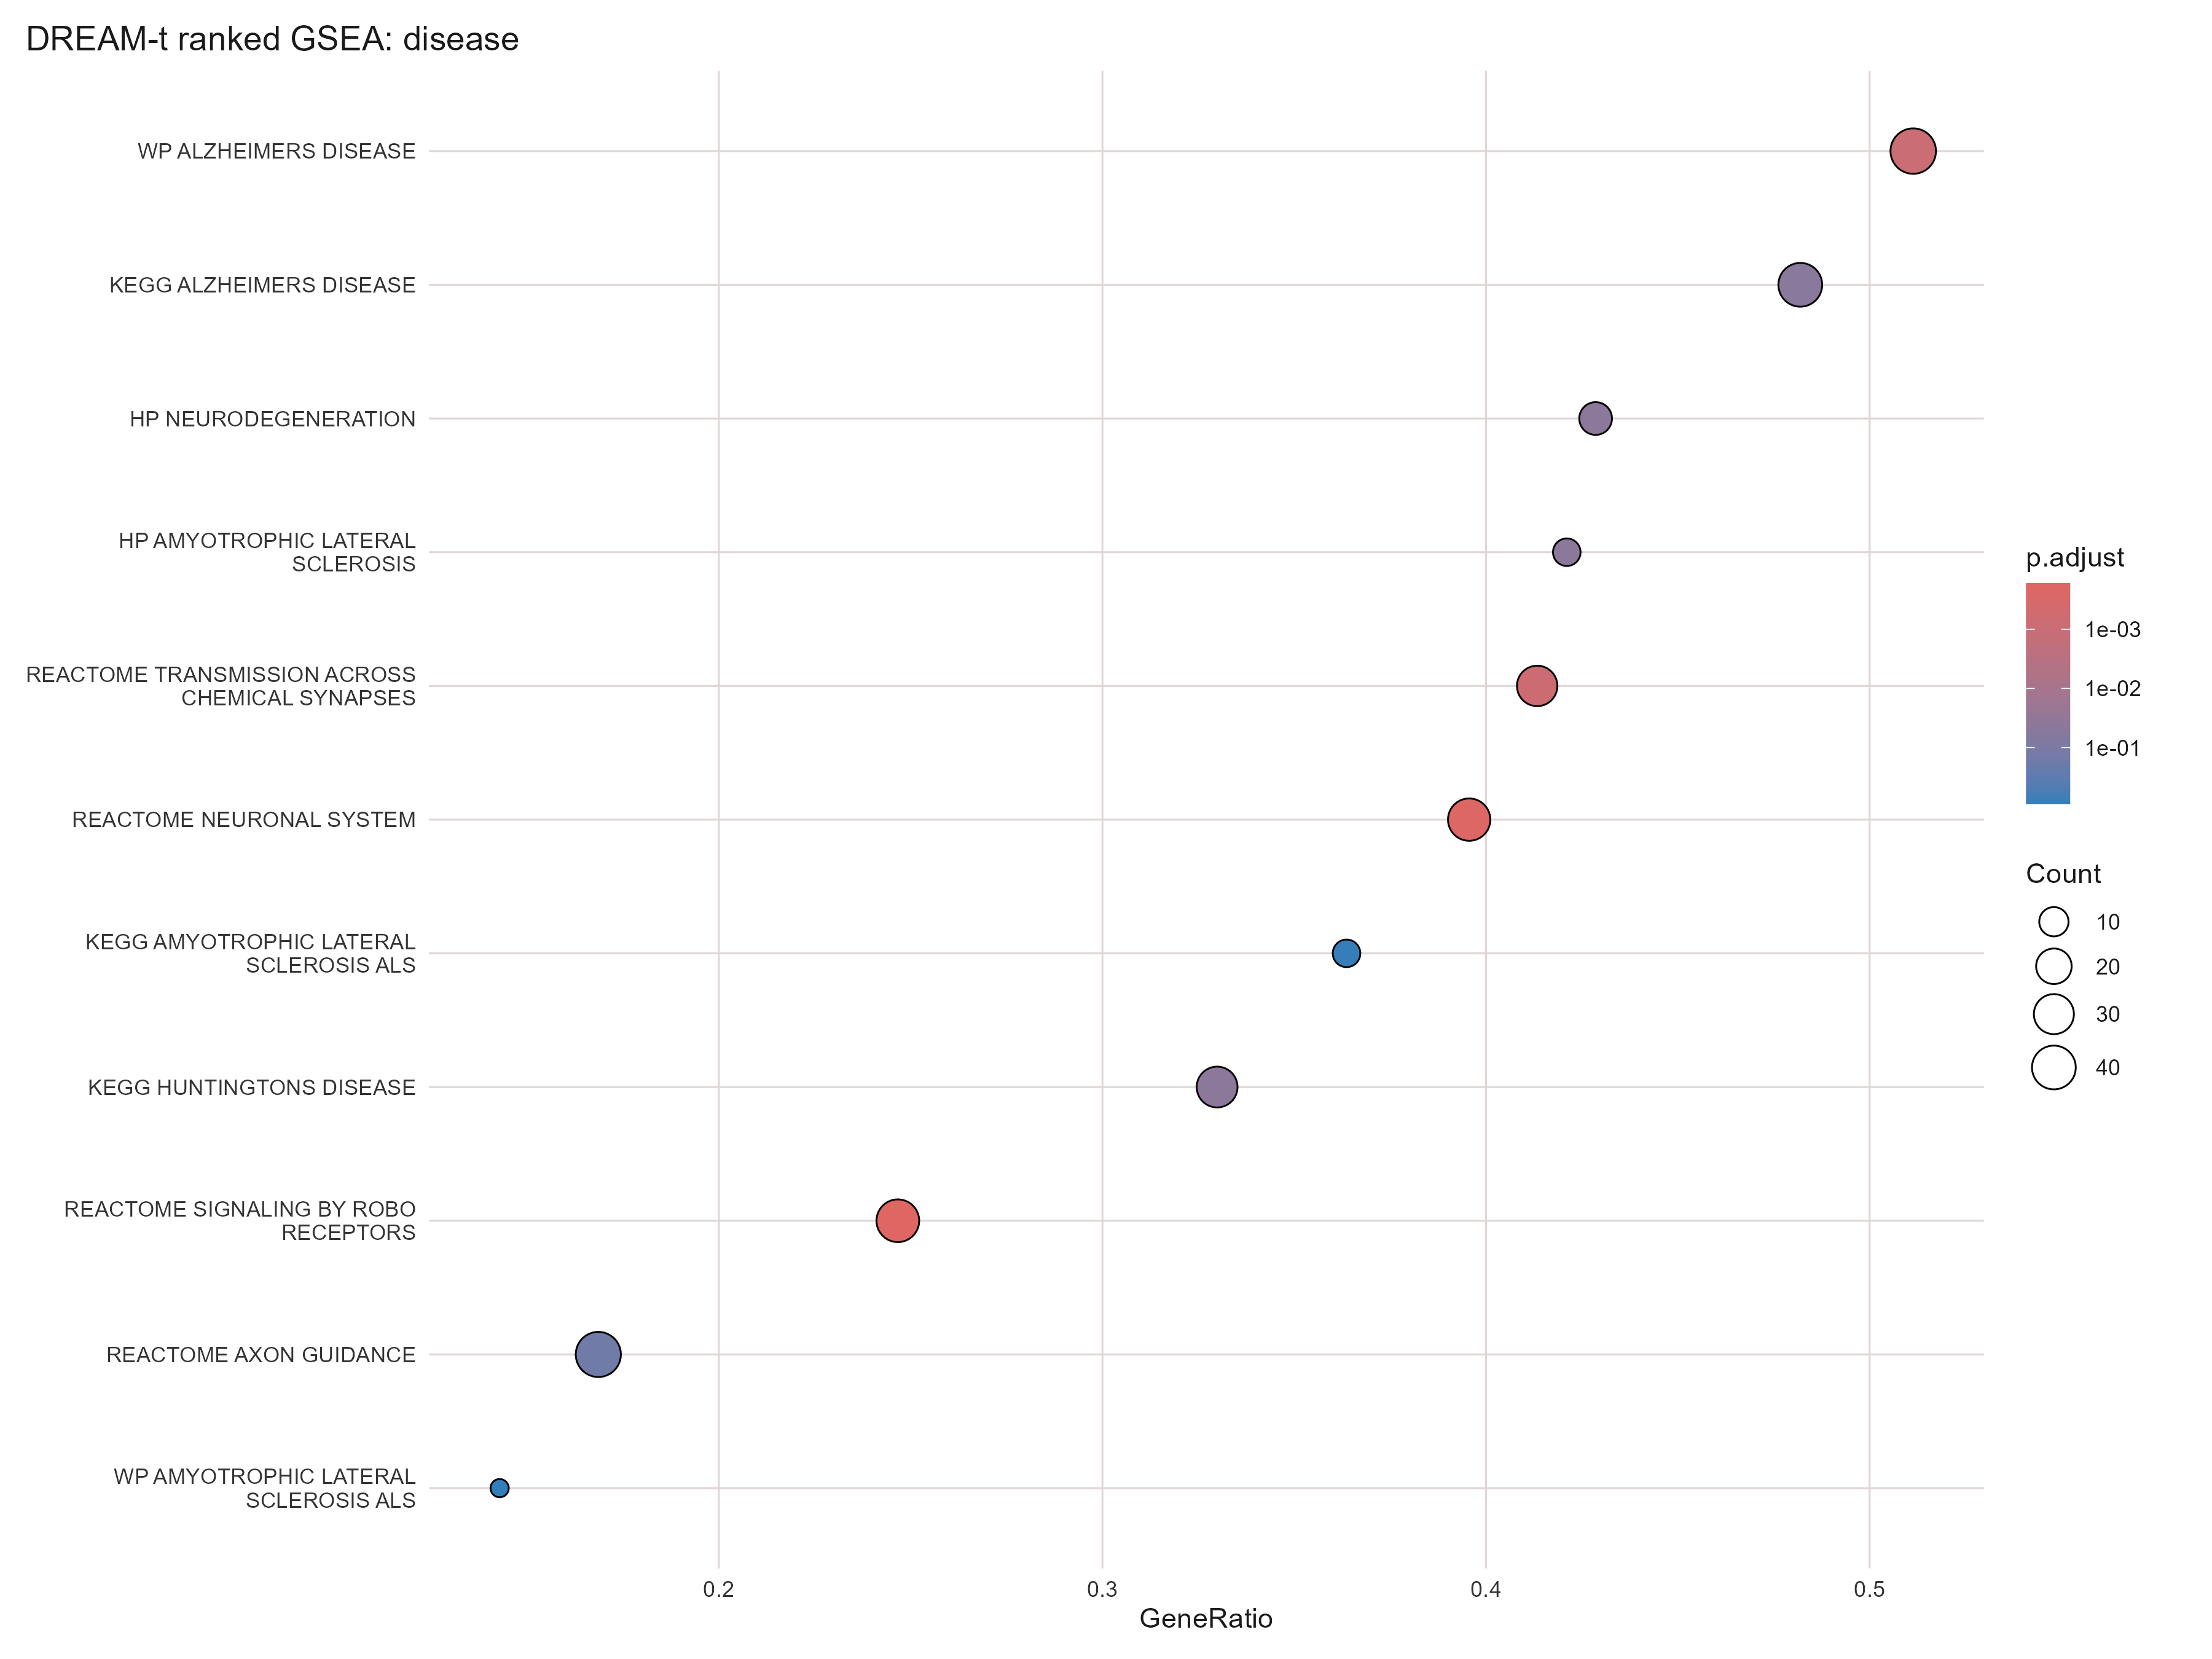 DREAM-t ranked GSEA: disease
WP ALZHEIMERS DISEASE
KEGG ALZHEIMERS DISEASE
HP NEURODEGENERATION
HP AMYOTROPHIC LATERAL
SCLEROSIS
REACTOME TRANSMISSION ACROSS
CHEMICAL SYNAPSES
REACTOME NEURONAL SYSTEM
KEGG AMYOTROPHIC LATERAL
SCLEROSIS ALS
KEGG HUNTINGTONS DISEASE
REACTOME SIGNALING BY ROBO
RECEPTORS
REACTOME AXON GUIDANCE
WP AMYOTROPHIC LATERAL
SCLEROSIS ALS
0.2 0.3 0.4 0.5
GeneRatio
p.adjust
1e-03
1e-02
1e-01
Count
10
20
30
40